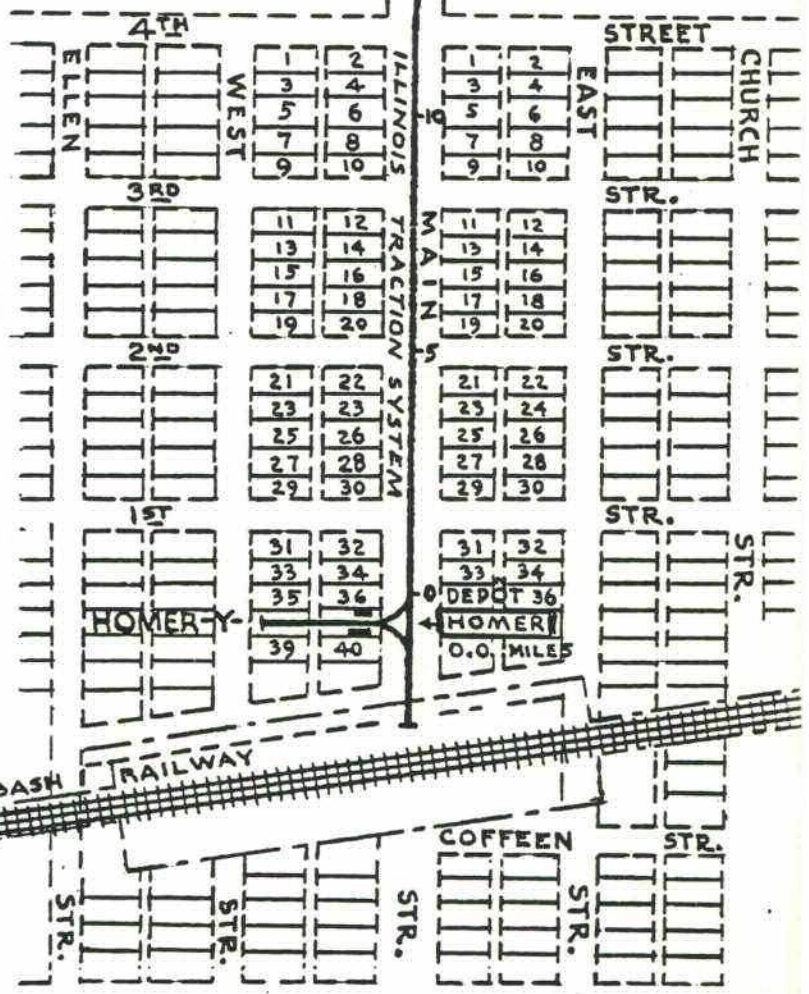 4TH STREET
ELLEN
WEST
ILLINOIS TRACTION SYSTEM
MAIN
EAST
CHURCH
1 2 1 2
3 4 3 4
5 6 -10 5 6
7 8 7 8
9 10 9 10
3RD STR.
11 12 11 12
13 14 13 14
15 16 15 16
17 18 17 18
19 20 19 20
2ND -5 STR.
21 22 21 22
23 23 23 24
25 26 25 26
27 28 27 28
29 30 29 30
1ST STR.
31 32 31 32
33 34 33 34
35 36 -0 DEPOT 36
HOMER-Y- HOMER
39 40 0.0 MILES
STR.
BASH RAILWAY
COFFEEN STR.
STR. STR. STR. STR.